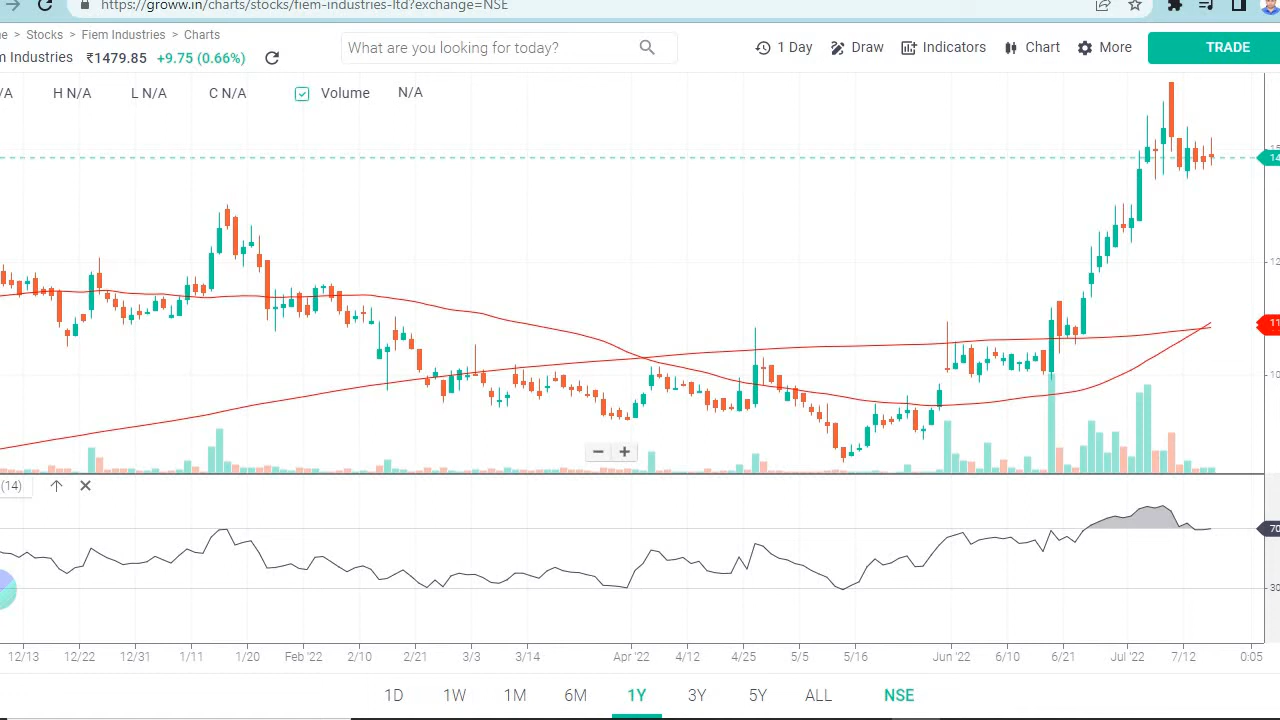 https://groww.in/charts/stocks/fiem-industries-ltd?exchange=NSE
> Stocks > Fiem Industries > Charts
Industries ₹1479.85 +9.75 (0.66%)
What are you looking for today?
1 Day Draw Indicators Chart More TRADE
/A H N/A L N/A C N/A Volume N/A
− +
(14)
70
30
12/13 12/22 12/31 1/11 1/20 Feb '22 2/10 2/21 3/3 3/14 Apr '22 4/12 4/25 5/5 5/16 Jun '22 6/10 6/21 Jul '22 7/12 0:05
1D 1W 1M 6M 1Y 3Y 5Y ALL NSE